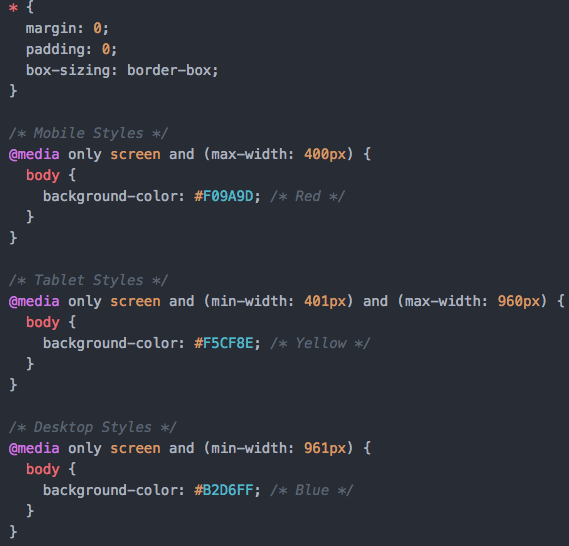 * {
  margin: 0;
  padding: 0;
  box-sizing: border-box;
}
/* Mobile Styles */
@media only screen and (max-width: 400px) {
  body {
    background-color: #F09A9D; /* Red */
  }
}
/* Tablet Styles */
@media only screen and (min-width: 401px) and (max-width: 960px) {
  body {
    background-color: #F5CF8E; /* Yellow */
  }
}
/* Desktop Styles */
@media only screen and (min-width: 961px) {
  body {
    background-color: #B2D6FF; /* Blue */
  }
}